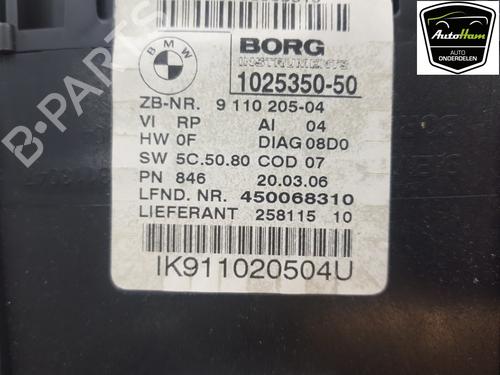 AutoHam
AUTO
ONDERDELEN
BMW
BORG
INSTRUMENTS
1025350-50
ZB-NR. 9 110 205-04
VI RP AI 04
HW 0F DIAG 08D0
SW 5C.50.80 COD 07
PN 846 20.03.06
LFND. NR. 450068310
LIEFERANT 258115 10
IK911020504U
B-PARTS